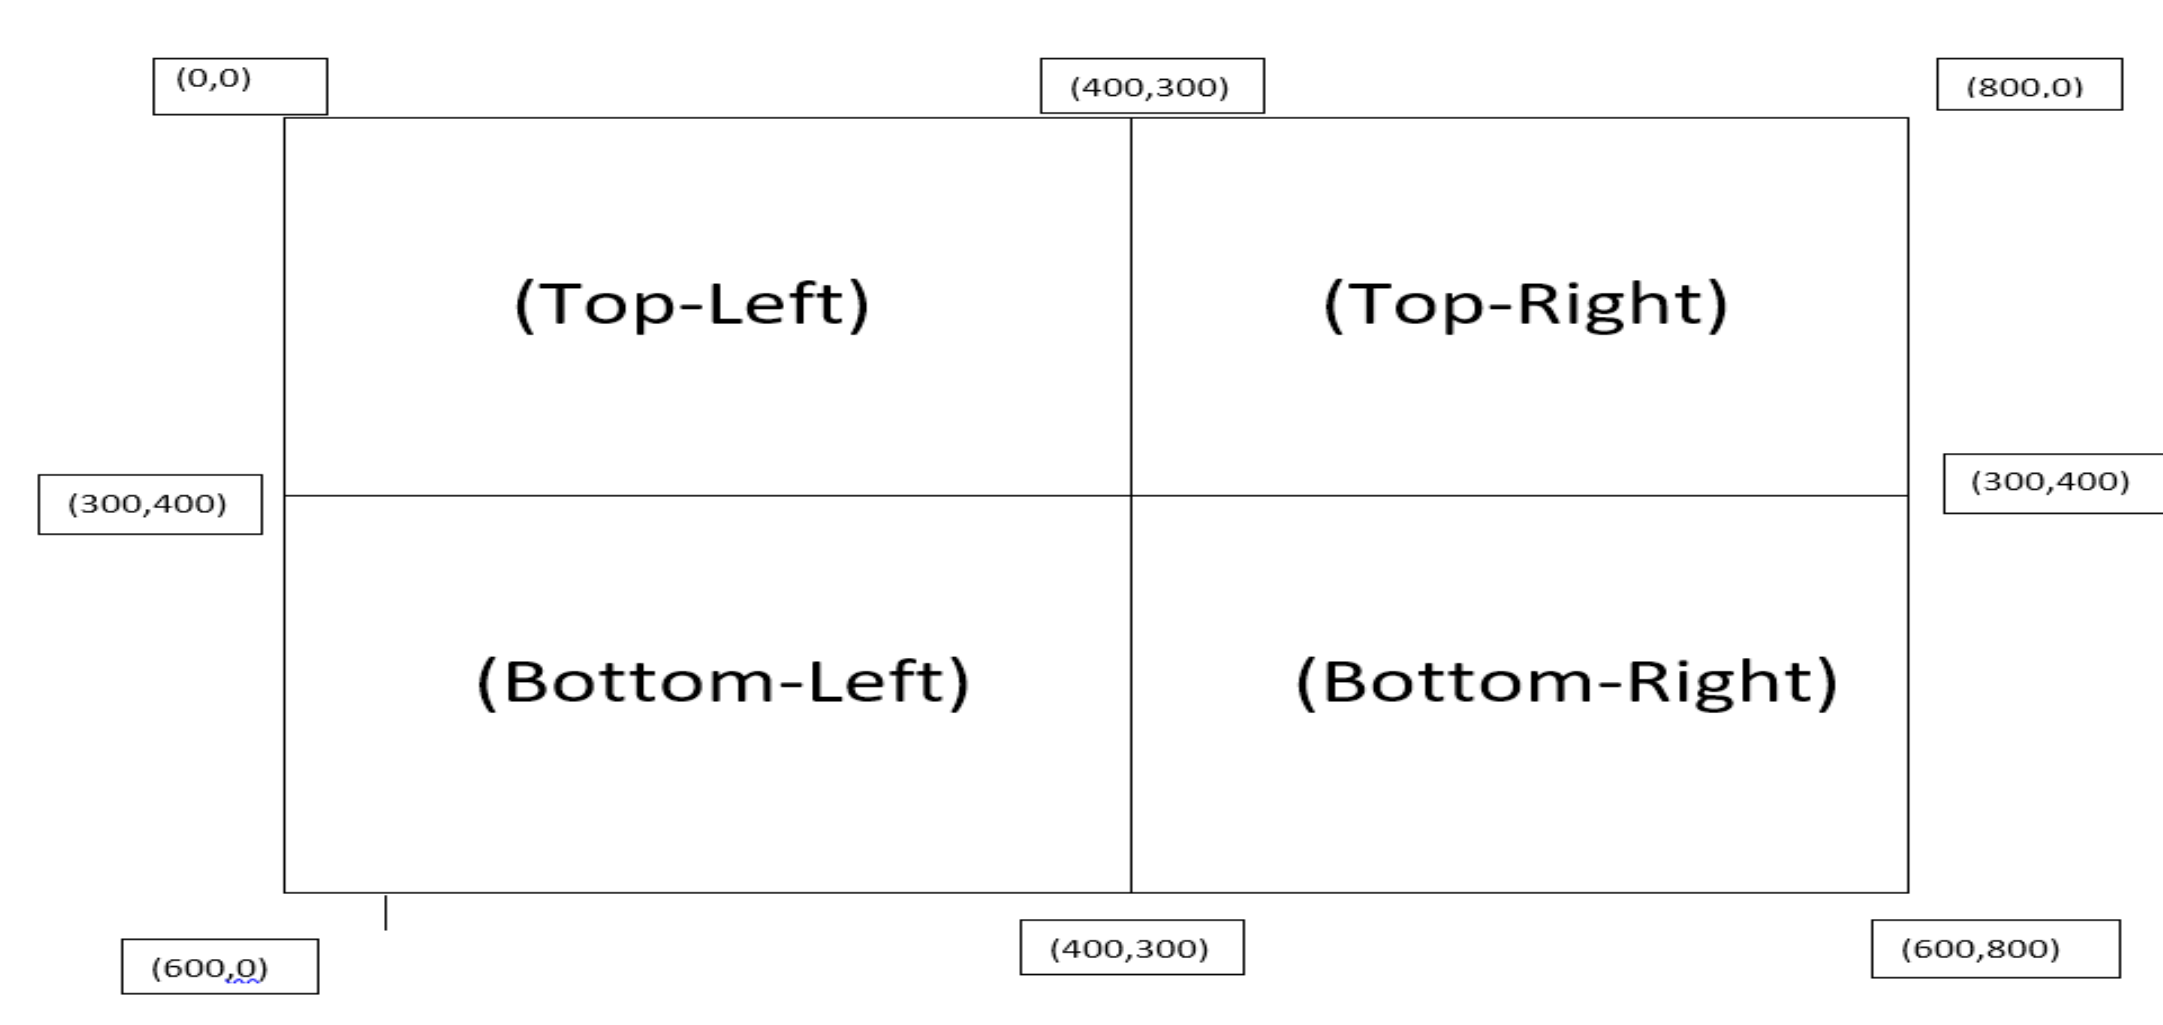 (0,0)
(400,300)
(800,0)
(Top-Left)
(Top-Right)
(300,400)
(300,400)
(Bottom-Left)
(Bottom-Right)
(600,0)
(400,300)
(600,800)